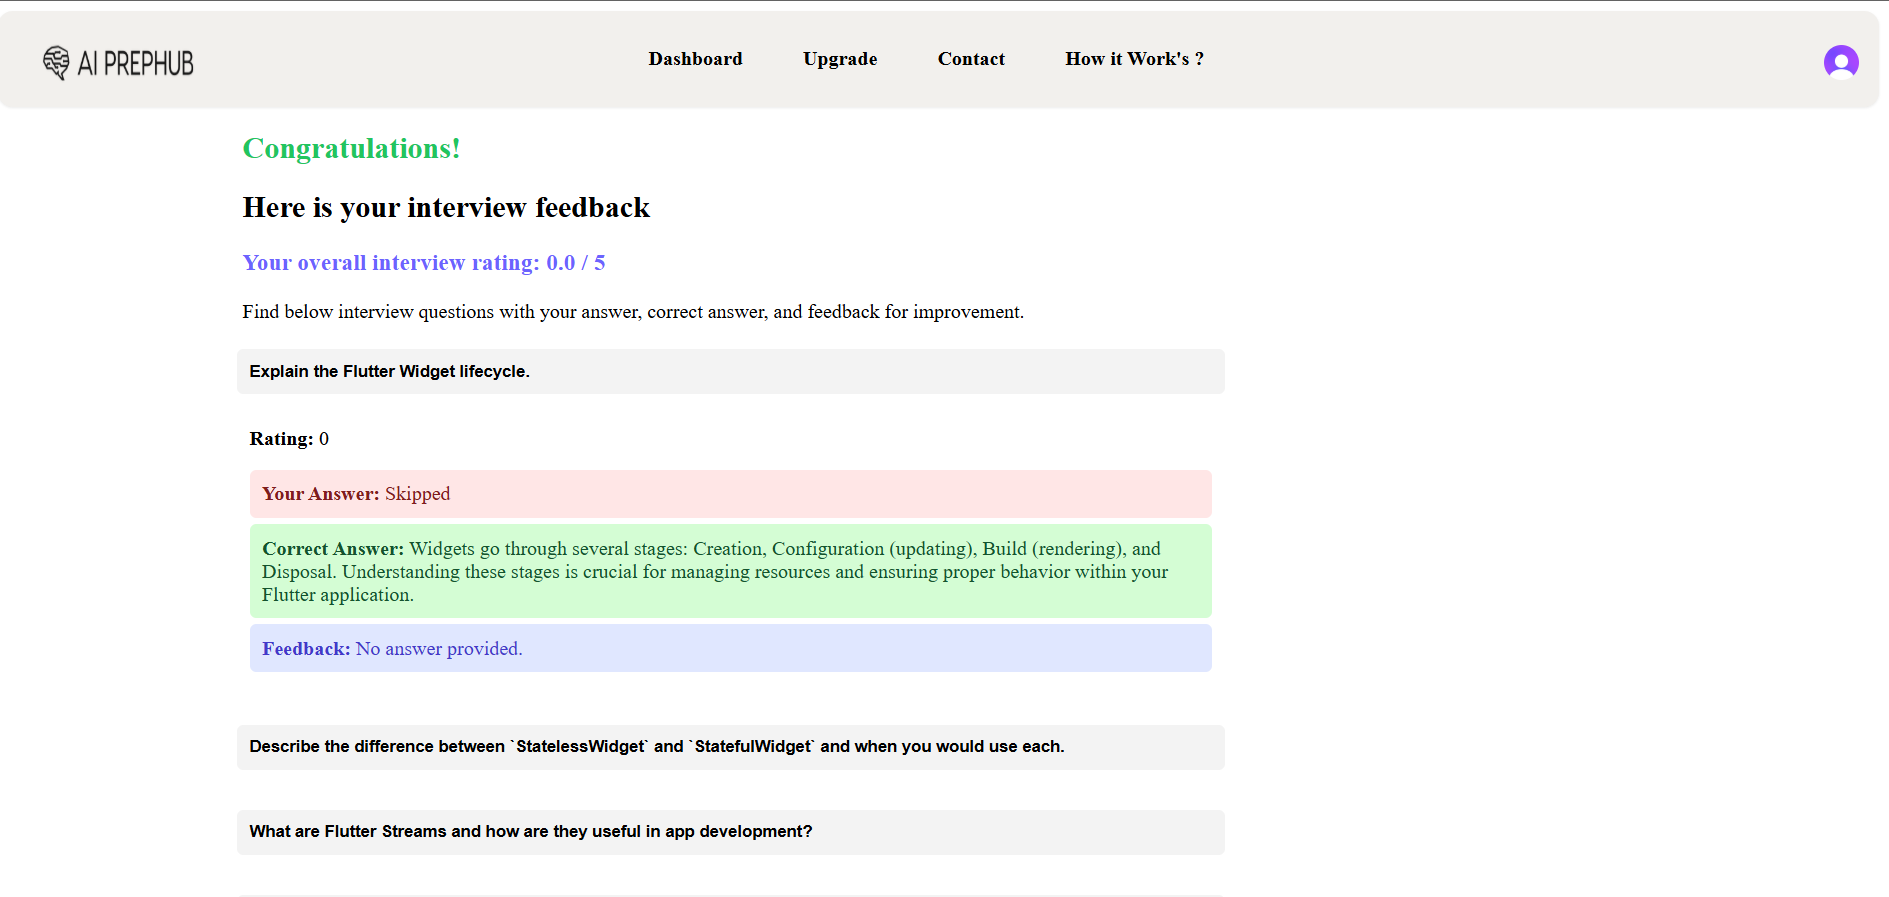 AI PREPHUB
Dashboard
Upgrade
Contact
How it Work's ?
Congratulations!
Here is your interview feedback
Your overall interview rating: 0.0 / 5
Find below interview questions with your answer, correct answer, and feedback for improvement.
Explain the Flutter Widget lifecycle.
Rating: 0
Your Answer: Skipped
Correct Answer: Widgets go through several stages: Creation, Configuration (updating), Build (rendering), and
Disposal. Understanding these stages is crucial for managing resources and ensuring proper behavior within your
Flutter application.
Feedback: No answer provided.
Describe the difference between `StatelessWidget` and `StatefulWidget` and when you would use each.
What are Flutter Streams and how are they useful in app development?